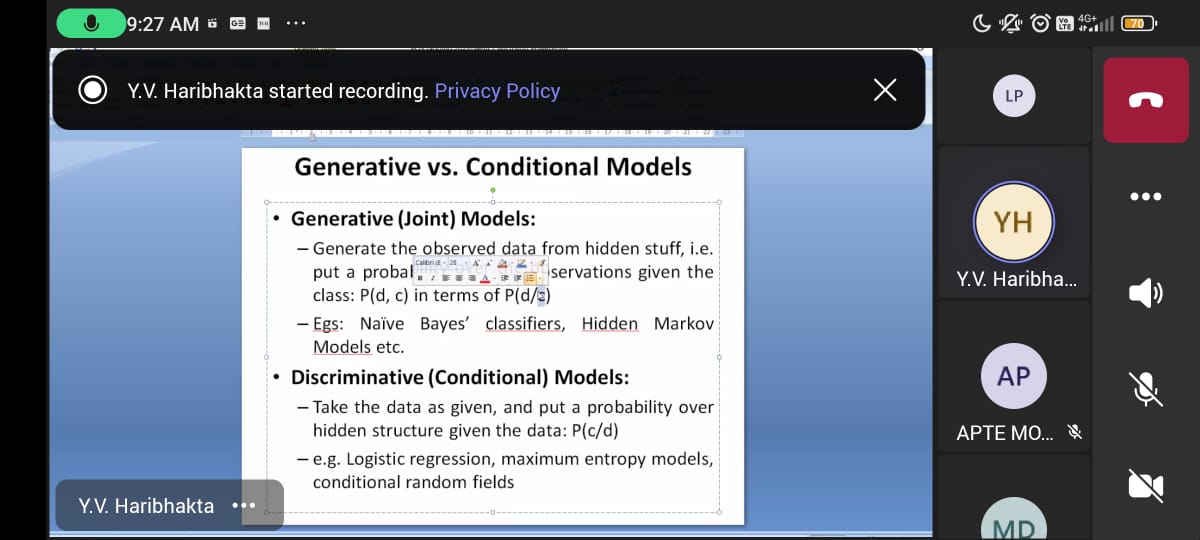 9:27 AM
4G+
70
Y.V. Haribhakta started recording. Privacy Policy
Generative vs. Conditional Models
• Generative (Joint) Models:
– Generate the observed data from hidden stuff, i.e.
put a servations given the
class: P(d, c) in terms of P(d/c)
– Egs: Naïve Bayes’ classifiers, Hidden Markov
Models etc.
• Discriminative (Conditional) Models:
– Take the data as given, and put a probability over
hidden structure given the data: P(c/d)
– e.g. Logistic regression, maximum entropy models,
conditional random fields
Y.V. Haribhakta
LP
YH
Y.V. Haribha...
AP
APTE MO...
MD